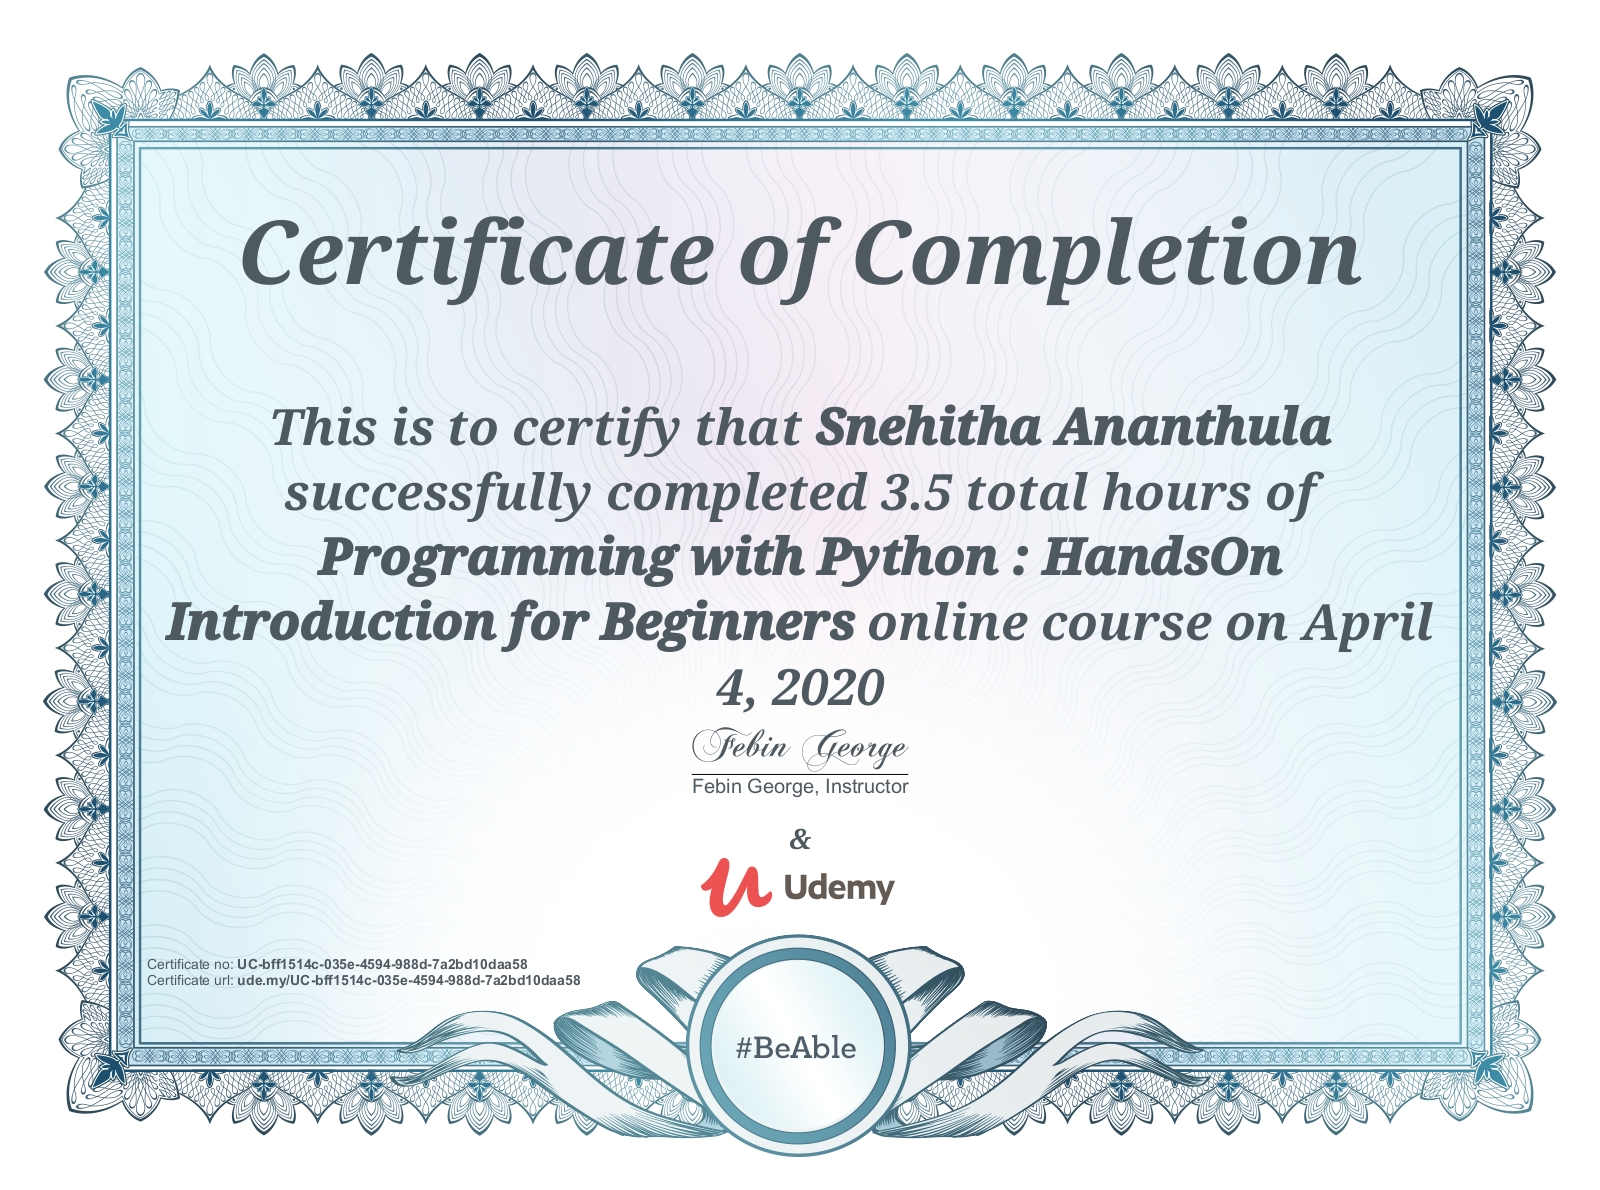 Certificate of Completion
This is to certify that Snehitha Ananthula
successfully completed 3.5 total hours of
Programming with Python : HandsOn
Introduction for Beginners online course on April
4, 2020
Febin George
Febin George, Instructor
&
Udemy
Certificate no: UC-bff1514c-035e-4594-988d-7a2bd10daa58
Certificate url: ude.my/UC-bff1514c-035e-4594-988d-7a2bd10daa58
#BeAble